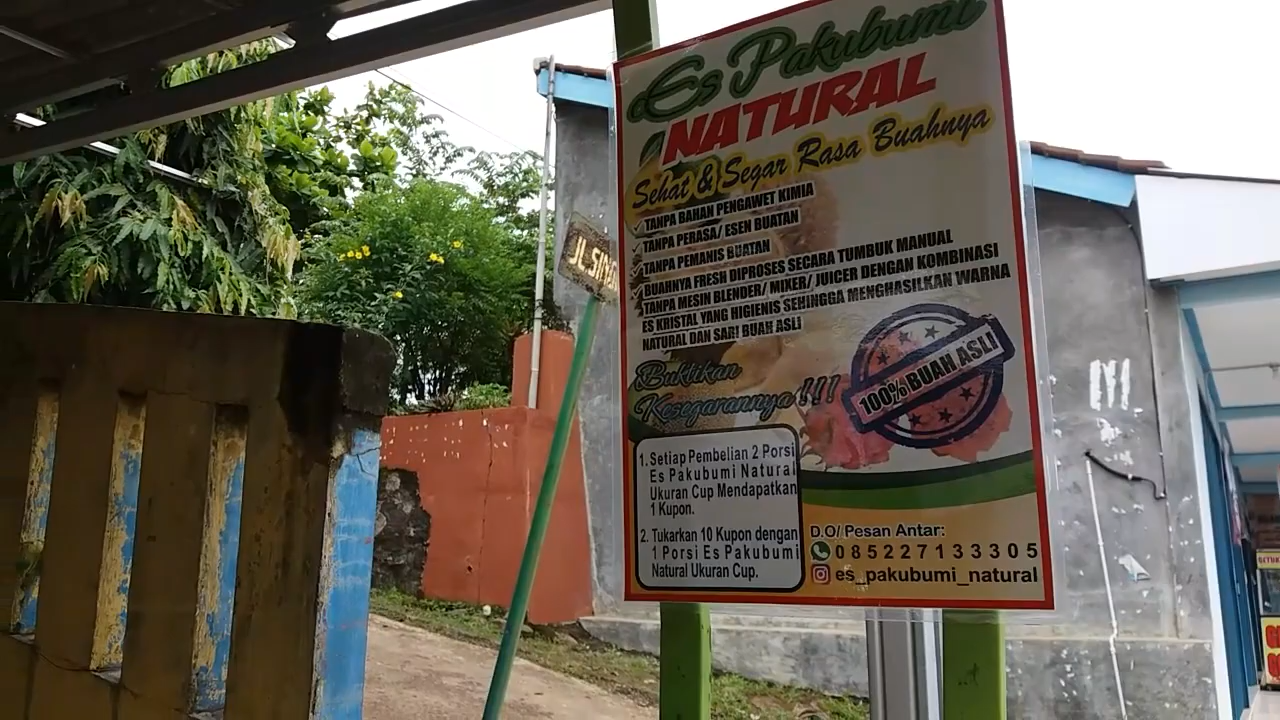 Es Pakubumi
NATURAL
Sehat & Segar Rasa Buahnya
TANPA BAHAN PENGAWET KIMIA
TANPA PERASA/ ESEN BUATAN
TANPA PEMANIS BUATAN
BUAHNYA FRESH DIPROSES SECARA TUMBUK MANUAL
TANPA MESIN BLENDER/ MIXER/ JUICER DENGAN KOMBINASI
ES KRISTAL YANG HIGIENIS SEHINGGA MENGHASILKAN WARNA
NATURAL DAN SARI BUAH ASLI
Buktikan
Kesegarannya !!!
100% BUAH ASLI
1. Setiap Pembelian 2 Porsi
Es Pakubumi Natural
Ukuran Cup Mendapatkan
1 Kupon.
2. Tukarkan 10 Kupon dengan
1 Porsi Es Pakubumi
Natural Ukuran Cup.
D.O/ Pesan Antar:
085227133305
es_pakubumi_natural
JL.